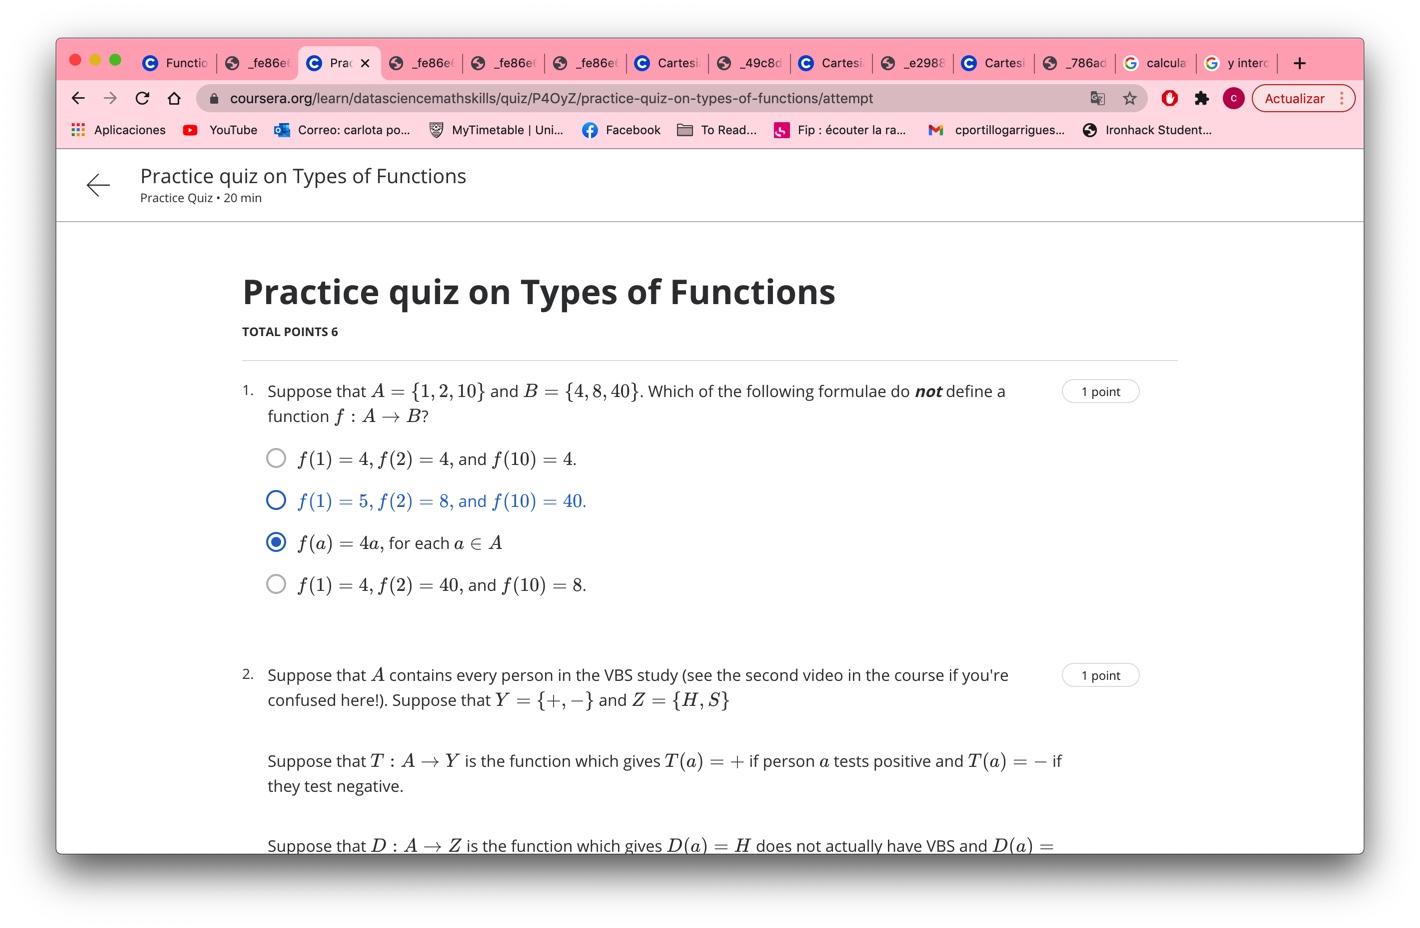 Functio
_fe86e
Prac
_fe86e
_fe86e
_fe86e
Cartesi
_49c8d
Cartesi
_e2988
Cartesi
_786ad
calcula
y interc
coursera.org/learn/datasciencemathskills/quiz/P4OyZ/practice-quiz-on-types-of-functions/attempt
C
Actualizar
Aplicaciones
YouTube
Correo: carlota po...
MyTimetable | Uni...
Facebook
To Read...
Fip : écouter la ra...
cportillogarrigues...
Ironhack Student...
Practice quiz on Types of Functions
Practice Quiz • 20 min
Practice quiz on Types of Functions
TOTAL POINTS 6
1. Suppose that A = {1, 2, 10} and B = {4, 8, 40}. Which of the following formulae do not define a
function f : A → B?
1 point
f(1) = 4, f(2) = 4, and f(10) = 4.
f(1) = 5, f(2) = 8, and f(10) = 40.
f(a) = 4a, for each a ∈ A
f(1) = 4, f(2) = 40, and f(10) = 8.
2. Suppose that A contains every person in the VBS study (see the second video in the course if you're
confused here!). Suppose that Y = {+, −} and Z = {H, S}
1 point
Suppose that T : A → Y is the function which gives T(a) = + if person a tests positive and T(a) = − if
they test negative.
Suppose that D : A → Z is the function which gives D(a) = H does not actually have VBS and D(a) =